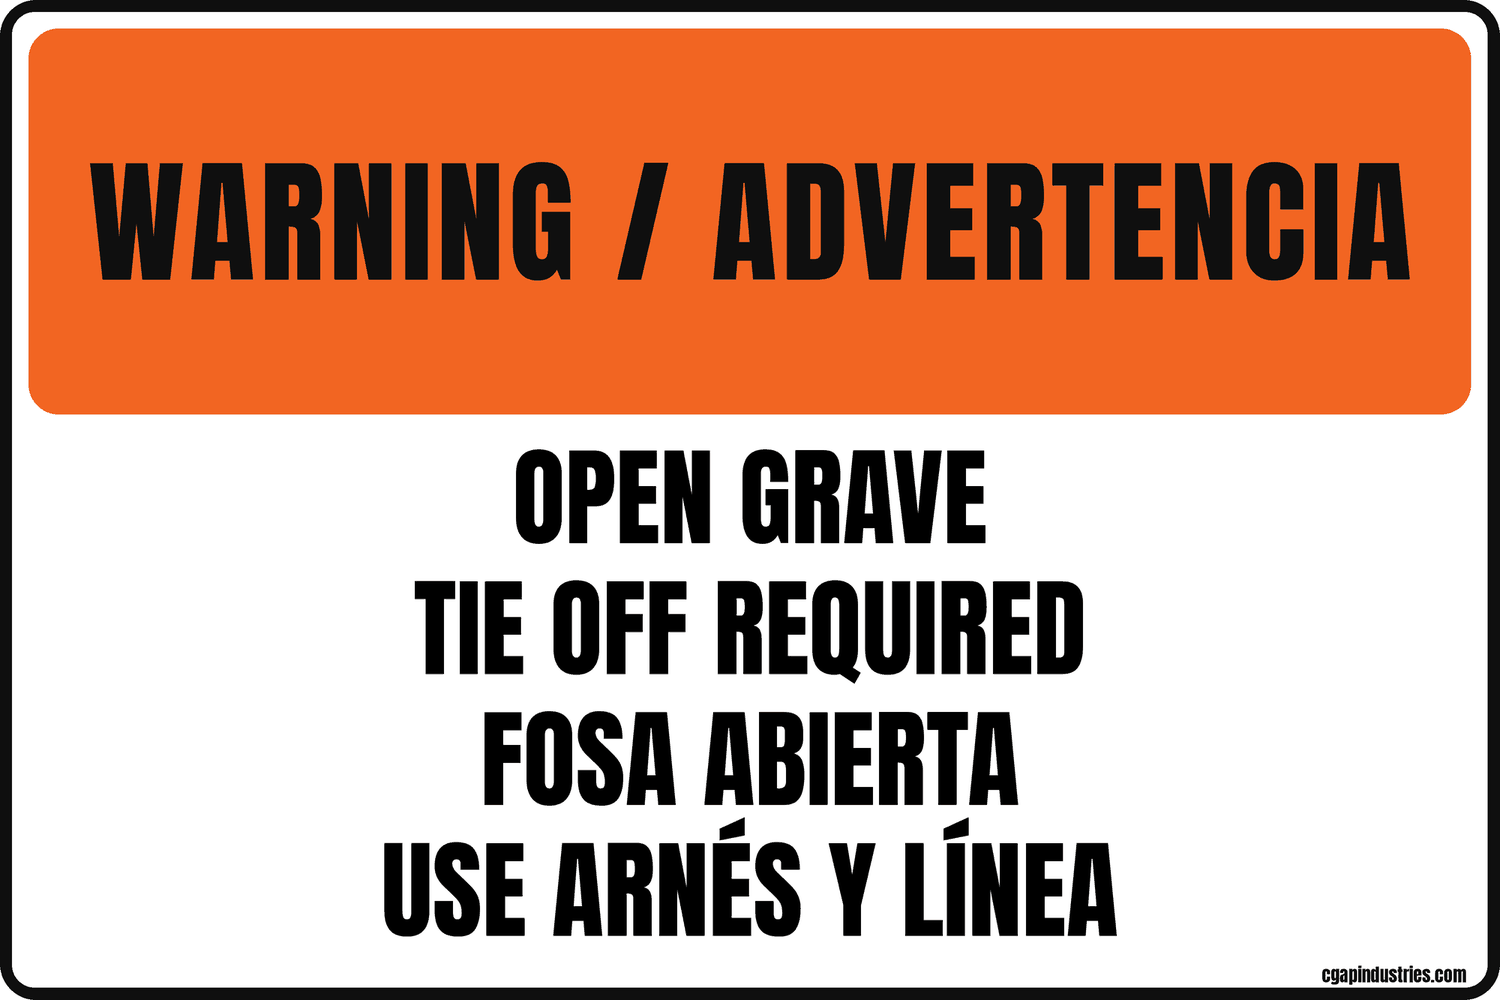 WARNING / ADVERTENCIA
OPEN GRAVE
TIE OFF REQUIRED
FOSA ABIERTA
USE ARNÉS Y LÍNEA
cgapindustries.com